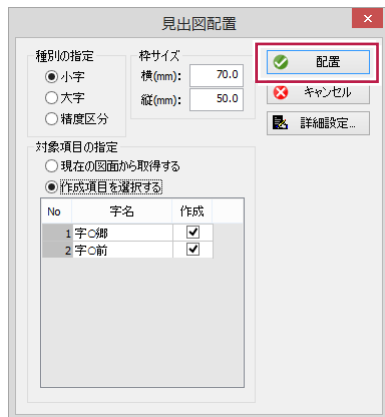 見出図配置
種別の指定
小字
大字
精度区分
枠サイズ
横(mm): 70.0
縦(mm): 50.0
配置
キャンセル
詳細設定...
対象項目の指定
現在の図面から取得する
作成項目を選択する
No 字名 作成
1 字○郷
2 字○前